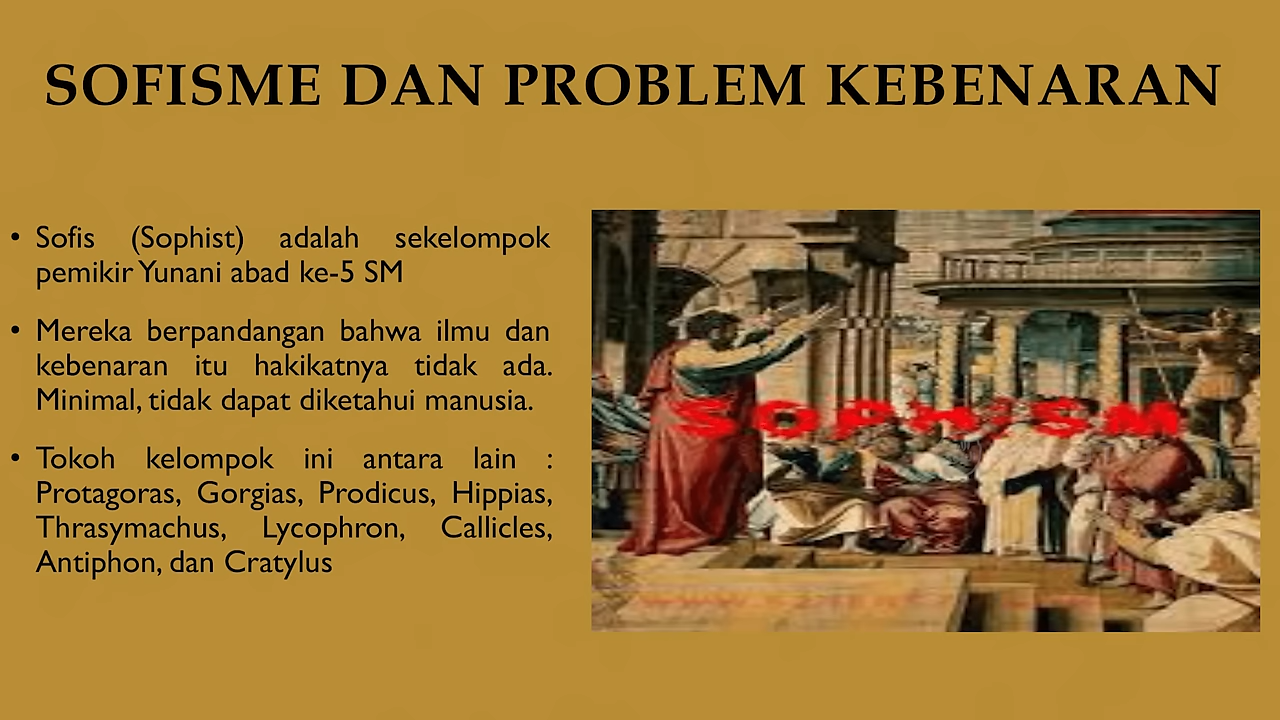 SOFISME DAN PROBLEM KEBENARAN
• Sofis (Sophist) adalah sekelompok
pemikir Yunani abad ke-5 SM
• Mereka berpandangan bahwa ilmu dan
kebenaran itu hakikatnya tidak ada.
Minimal, tidak dapat diketahui manusia.
• Tokoh kelompok ini antara lain :
Protagoras, Gorgias, Prodicus, Hippias,
Thrasymachus, Lycophron, Callicles,
Antiphon, dan Cratylus
SOPHISM